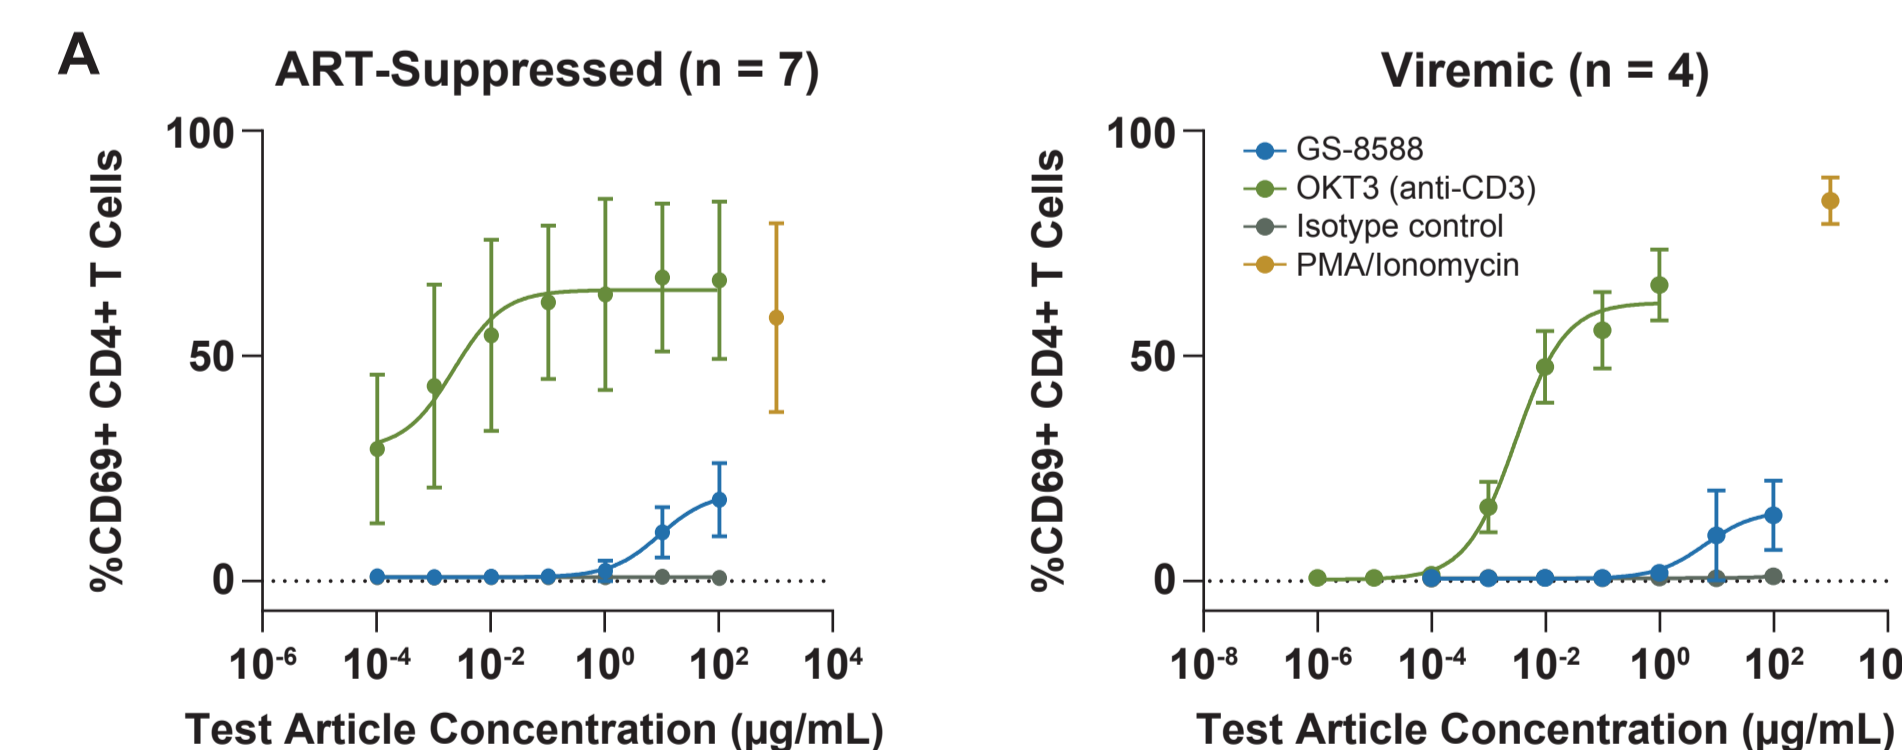 A
ART-Suppressed (n = 7)
%CD69+ CD4+ T Cells
100
50
0
10⁻⁶ 10⁻⁴ 10⁻² 10⁰ 10² 10⁴
Test Article Concentration (µg/mL)
Viremic (n = 4)
%CD69+ CD4+ T Cells
100
50
0
GS-8588
OKT3 (anti-CD3)
Isotype control
PMA/Ionomycin
10⁻⁸ 10⁻⁶ 10⁻⁴ 10⁻² 10⁰ 10² 10
Test Article Concentration (µg/mL)